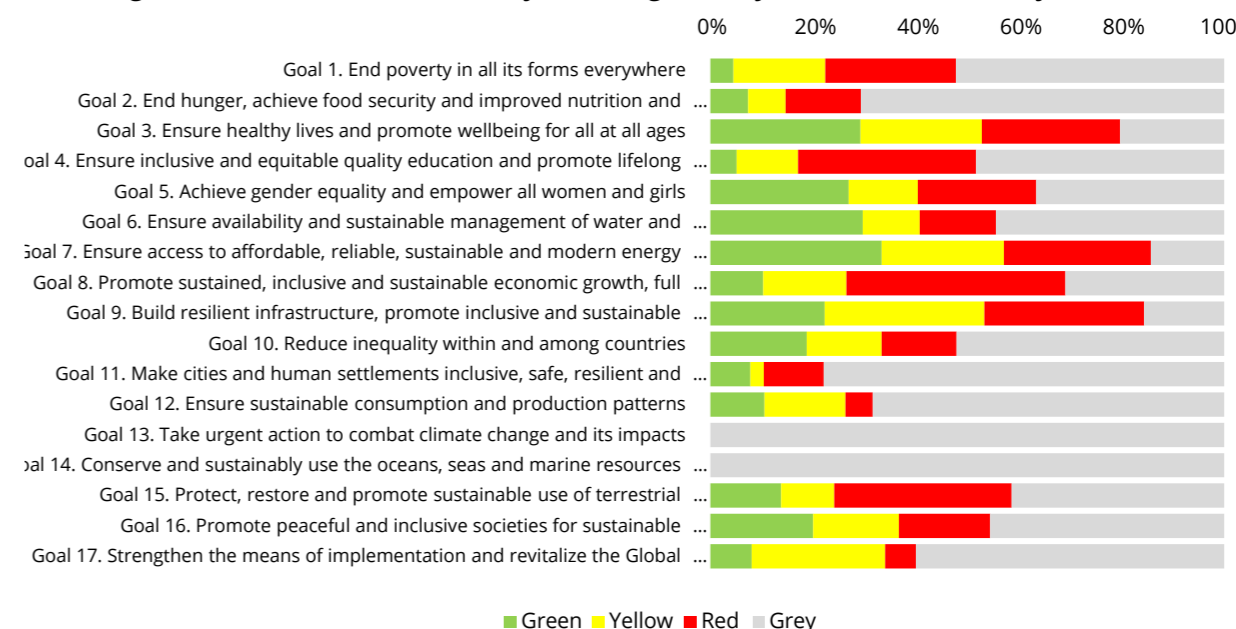 0% 20% 40% 60% 80% 100
Goal 1. End poverty in all its forms everywhere
Goal 2. End hunger, achieve food security and improved nutrition and ...
Goal 3. Ensure healthy lives and promote wellbeing for all at all ages
oal 4. Ensure inclusive and equitable quality education and promote lifelong ...
Goal 5. Achieve gender equality and empower all women and girls
Goal 6. Ensure availability and sustainable management of water and ...
Goal 7. Ensure access to affordable, reliable, sustainable and modern energy ...
Goal 8. Promote sustained, inclusive and sustainable economic growth, full ...
Goal 9. Build resilient infrastructure, promote inclusive and sustainable ...
Goal 10. Reduce inequality within and among countries
Goal 11. Make cities and human settlements inclusive, safe, resilient and ...
Goal 12. Ensure sustainable consumption and production patterns
Goal 13. Take urgent action to combat climate change and its impacts
al 14. Conserve and sustainably use the oceans, seas and marine resources ...
Goal 15. Protect, restore and promote sustainable use of terrestrial ...
Goal 16. Promote peaceful and inclusive societies for sustainable ...
Goal 17. Strengthen the means of implementation and revitalize the Global ...
Green Yellow Red Grey